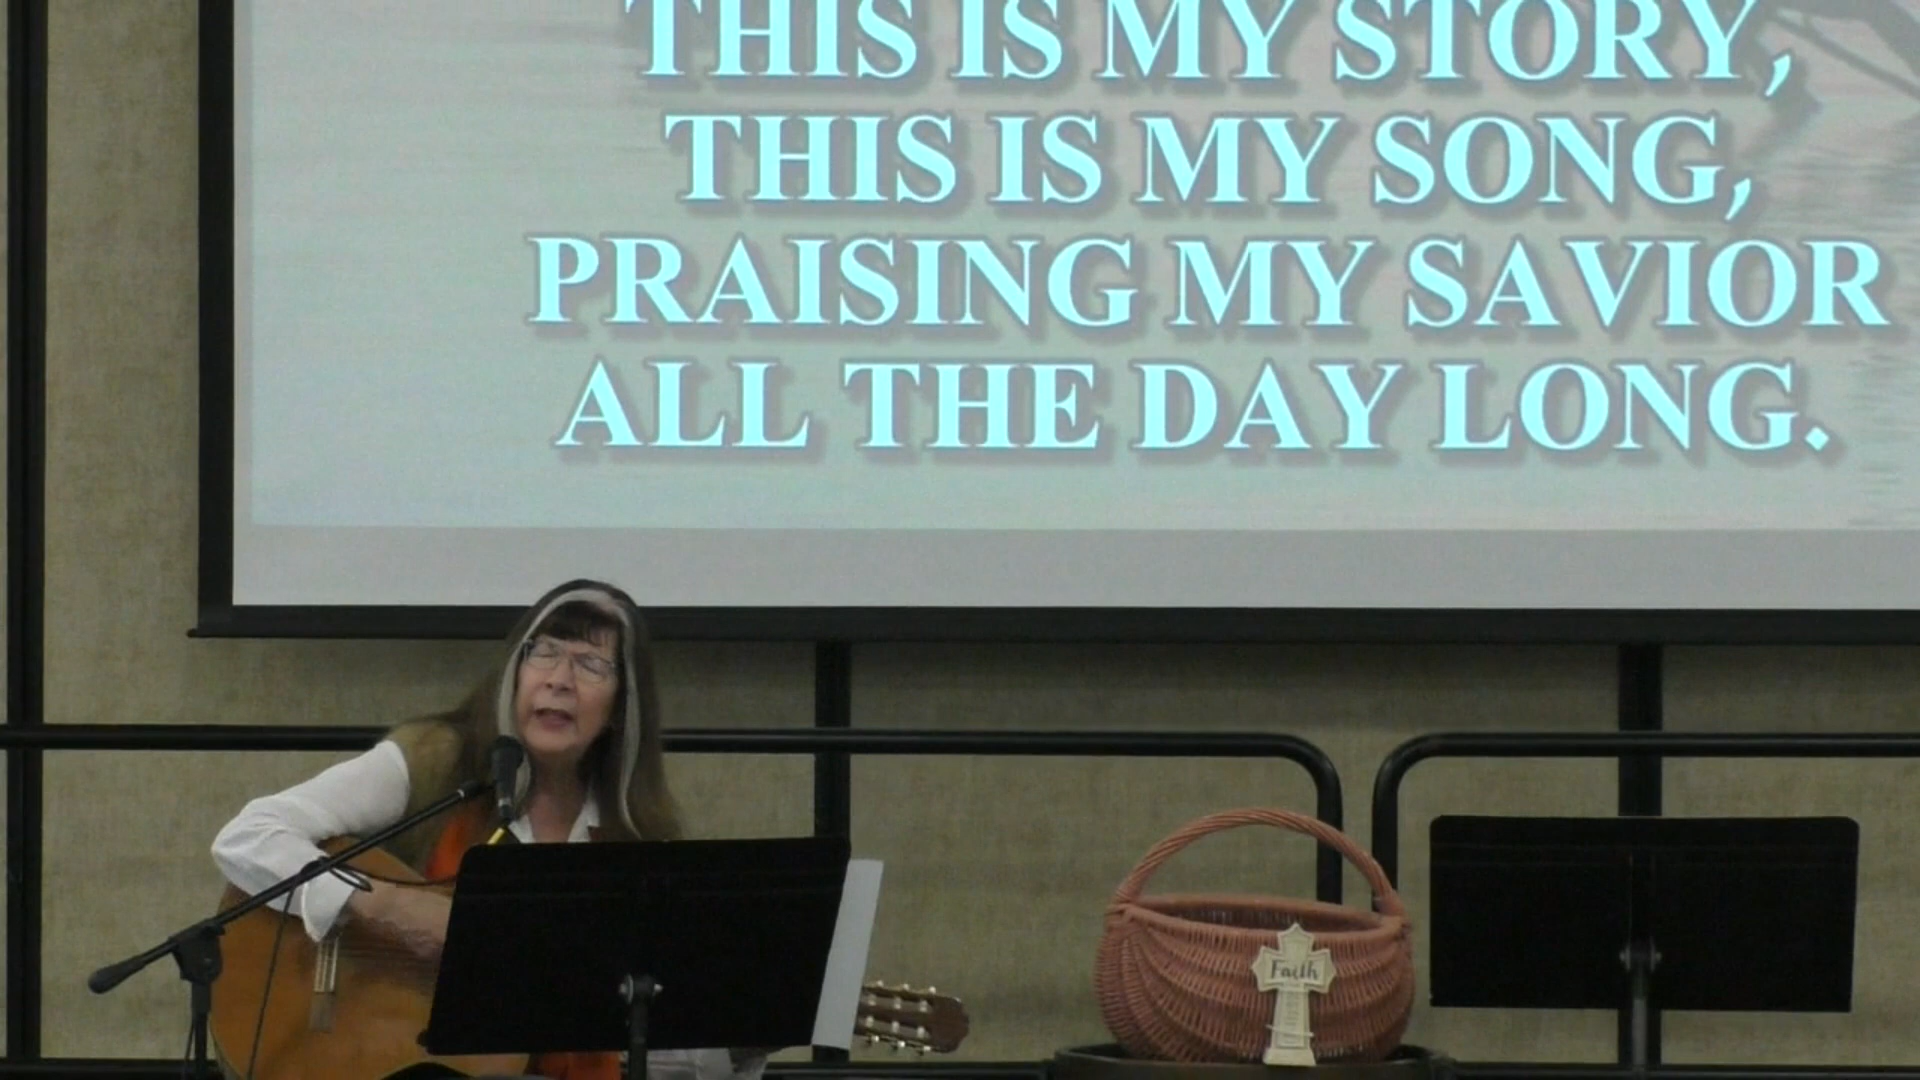 THIS IS MY STORY,
THIS IS MY SONG,
PRAISING MY SAVIOR
ALL THE DAY LONG.
Faith